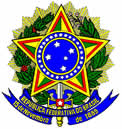 REPÚBLICA FEDERATIVA DO BRASIL
15 de Novembro de 1889